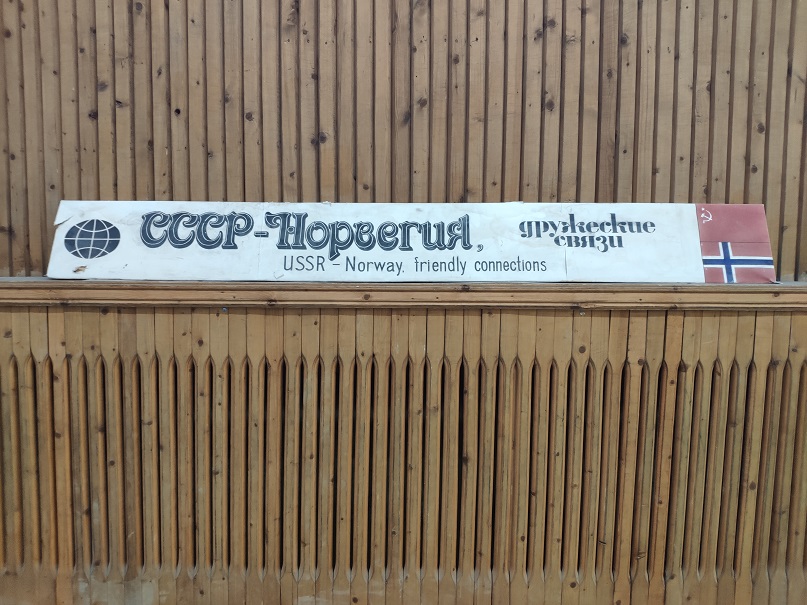 СССР-Норвегия,
дружеские
связи
USSR - Norway. friendly connections